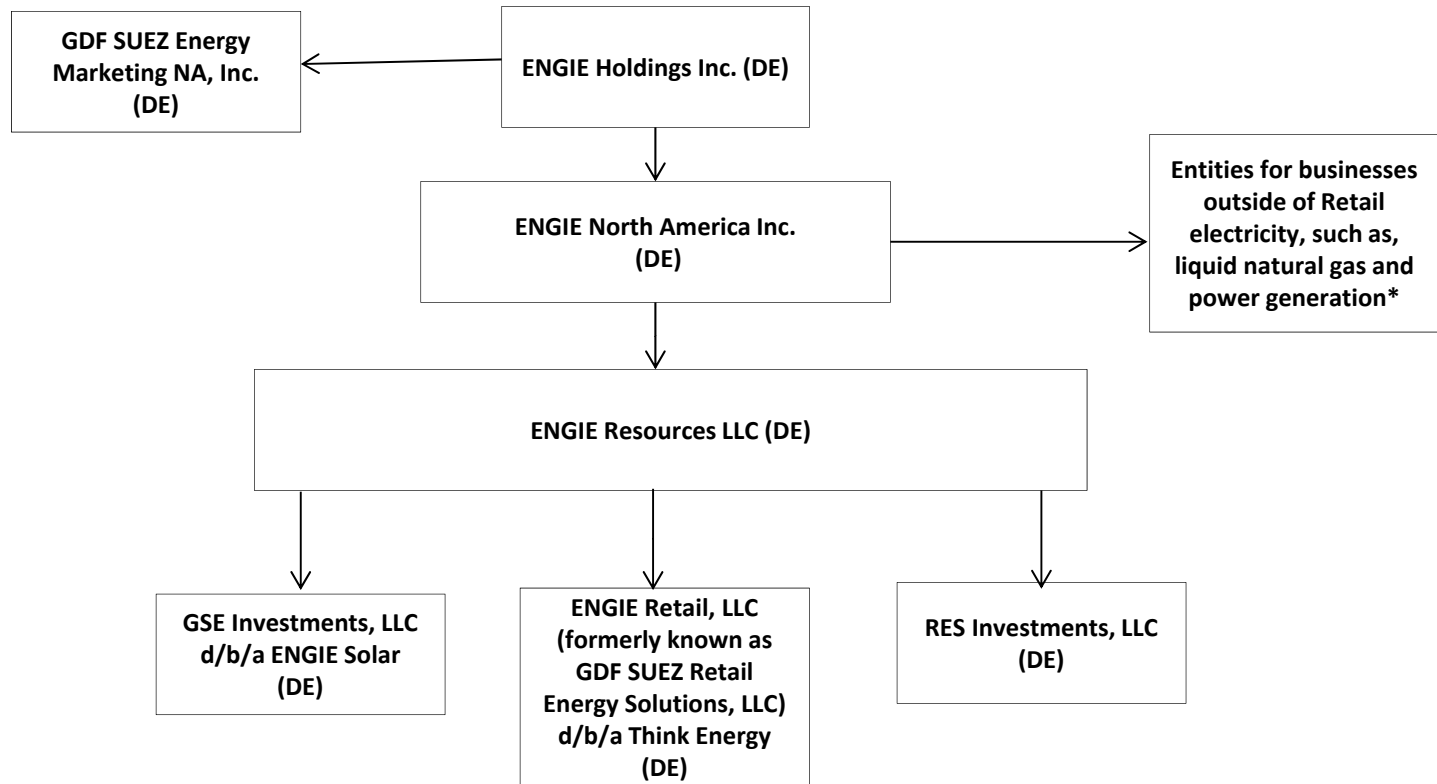 GDF SUEZ Energy
Marketing NA, Inc.
(DE)
ENGIE Holdings Inc. (DE)
ENGIE North America Inc.
(DE)
Entities for businesses
outside of Retail
electricity, such as,
liquid natural gas and
power generation*
ENGIE Resources LLC (DE)
GSE Investments, LLC
d/b/a ENGIE Solar
(DE)
ENGIE Retail, LLC
(formerly known as
GDF SUEZ Retail
Energy Solutions, LLC)
d/b/a Think Energy
(DE)
RES Investments, LLC
(DE)